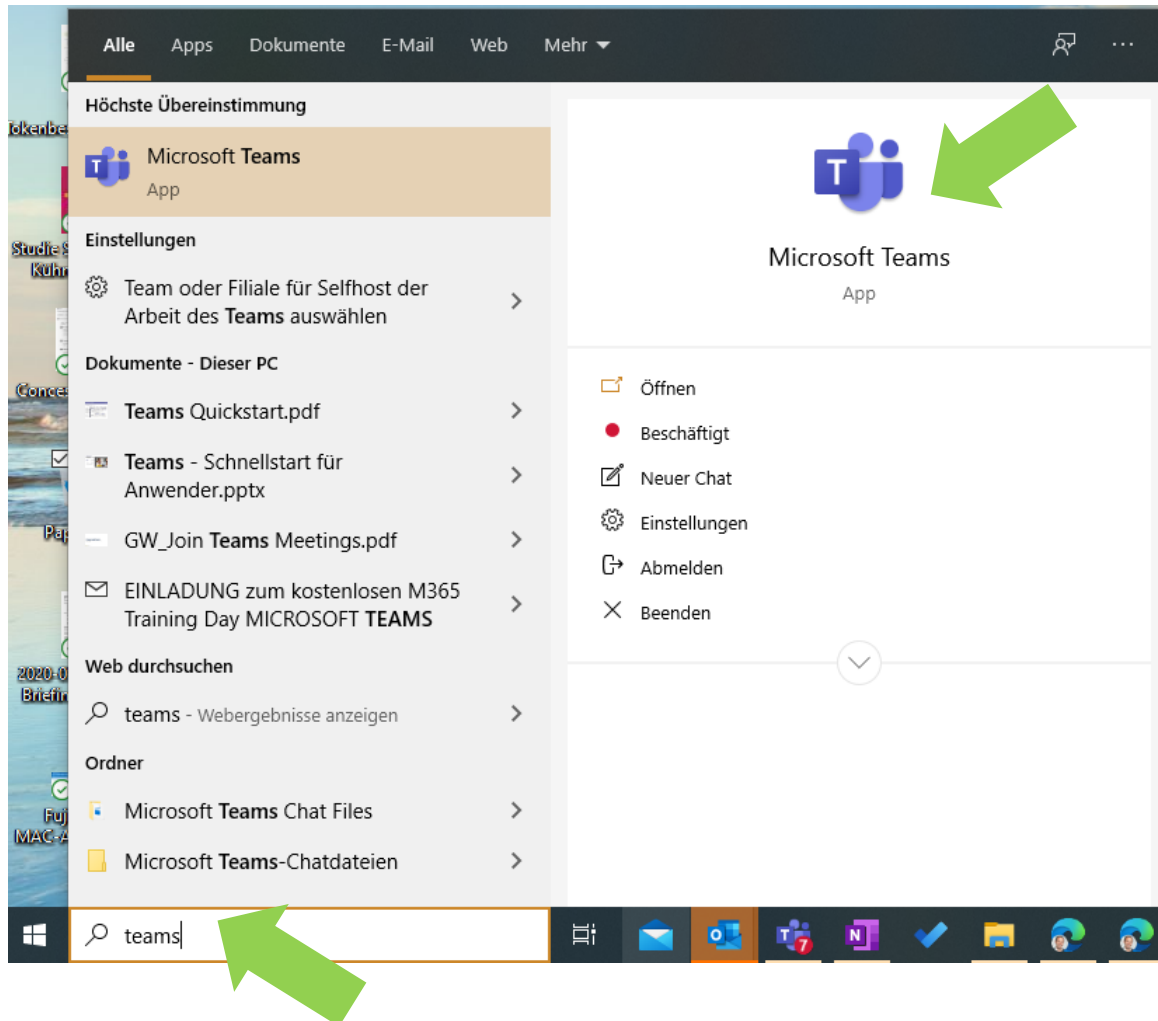 Alle Apps Dokumente E-Mail Web Mehr
Höchste Übereinstimmung
Microsoft Teams
App
Einstellungen
Team oder Filiale für Selfhost der
Arbeit des Teams auswählen
Dokumente - Dieser PC
Teams Quickstart.pdf
Teams - Schnellstart für
Anwender.pptx
GW_Join Teams Meetings.pdf
EINLADUNG zum kostenlosen M365
Training Day MICROSOFT TEAMS
Web durchsuchen
teams - Webergebnisse anzeigen
Ordner
Microsoft Teams Chat Files
Microsoft Teams-Chatdateien
teams
T
Microsoft Teams
App
Öffnen
Beschäftigt
Neuer Chat
Einstellungen
Abmelden
Beenden
Studie
2020-0
MAC-A
7